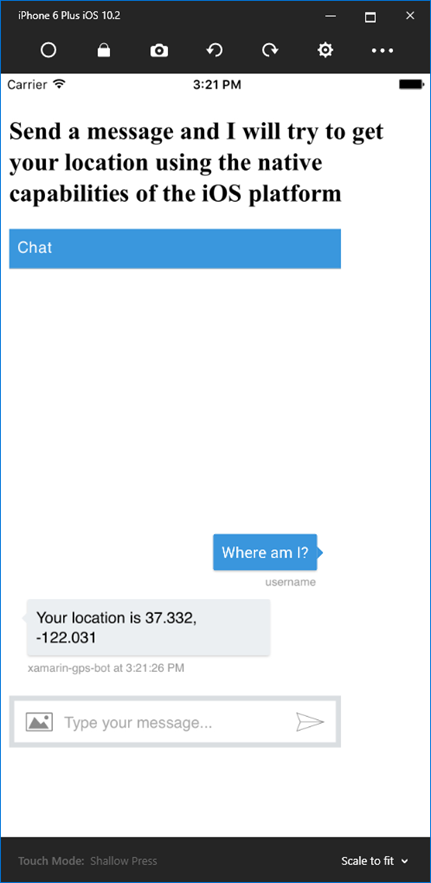 iPhone 6 Plus iOS 10.2
Carrier 3:21 PM
Send a message and I will try to get
your location using the native
capabilities of the iOS platform
Chat
Where am I?
username
Your location is 37.332,
-122.031
xamarin-gps-bot at 3:21:26 PM
Type your message...
Touch Mode: Shallow Press Scale to fit